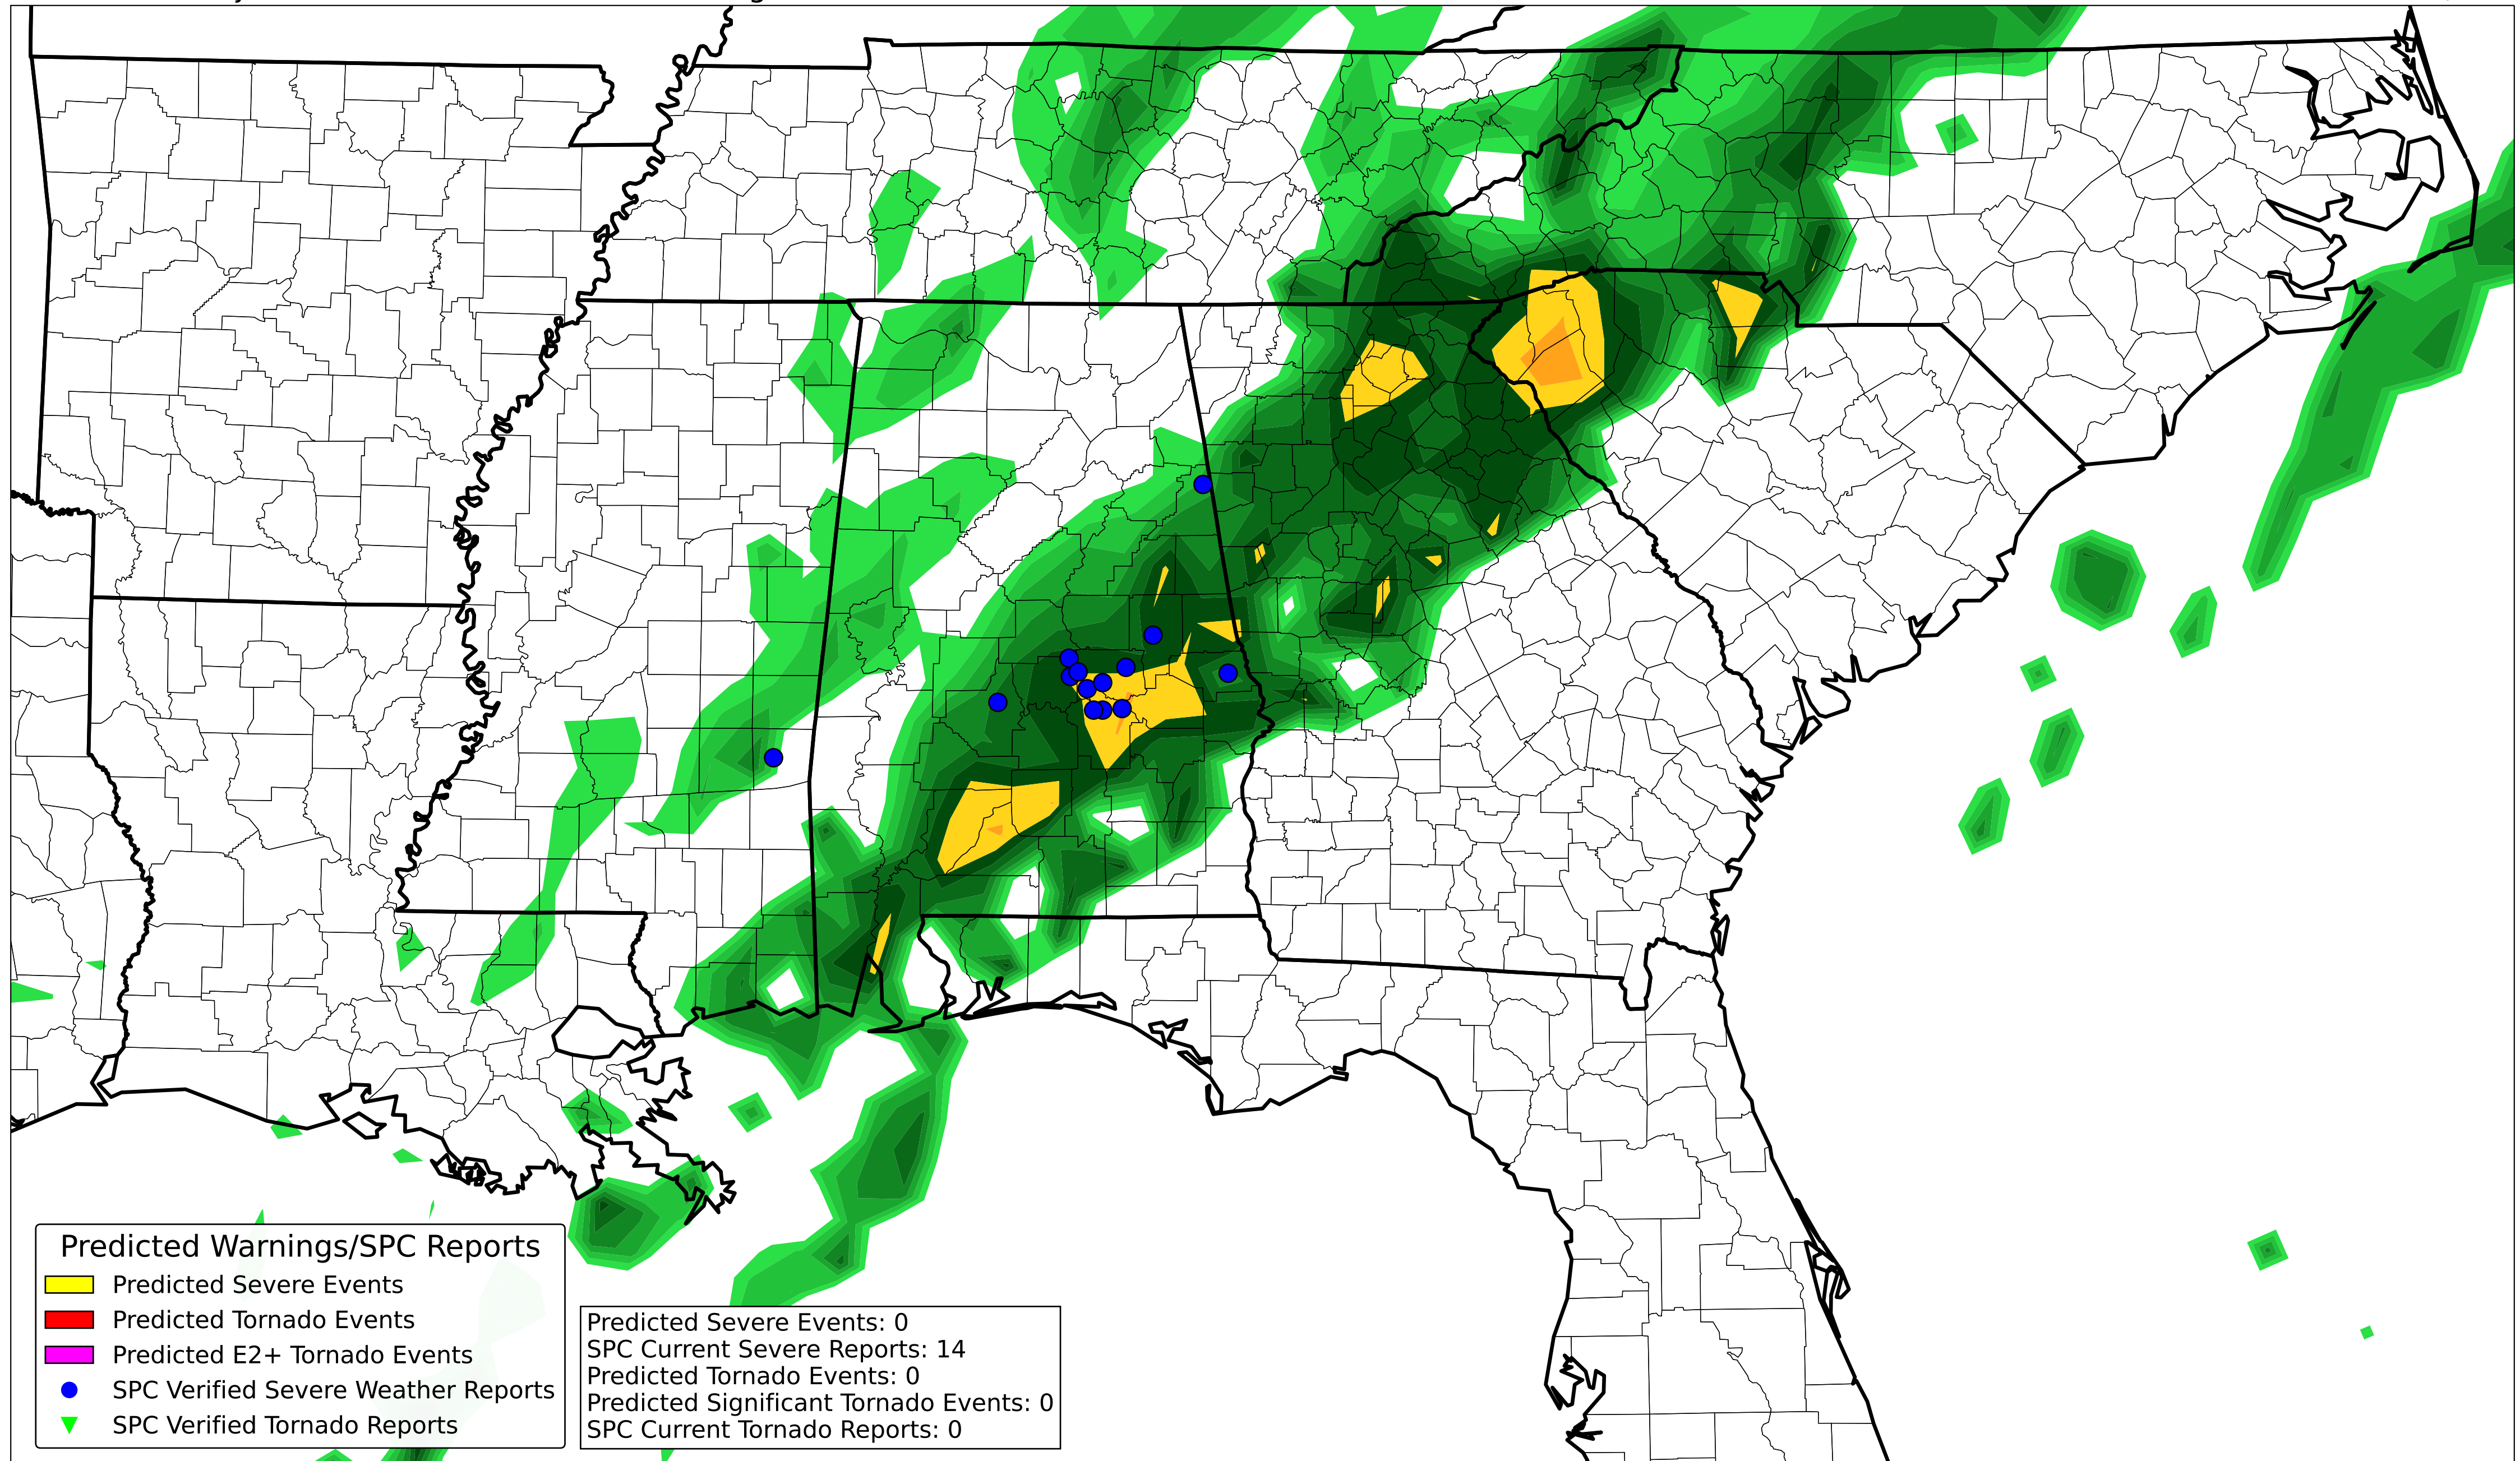 Predicted Warnings/SPC Reports
Predicted Severe Events
Predicted Tornado Events
Predicted E2+ Tornado Events
SPC Verified Severe Weather Reports
SPC Verified Tornado Reports
Predicted Severe Events: 0
SPC Current Severe Reports: 14
Predicted Tornado Events: 0
Predicted Significant Tornado Events: 0
SPC Current Tornado Reports: 0